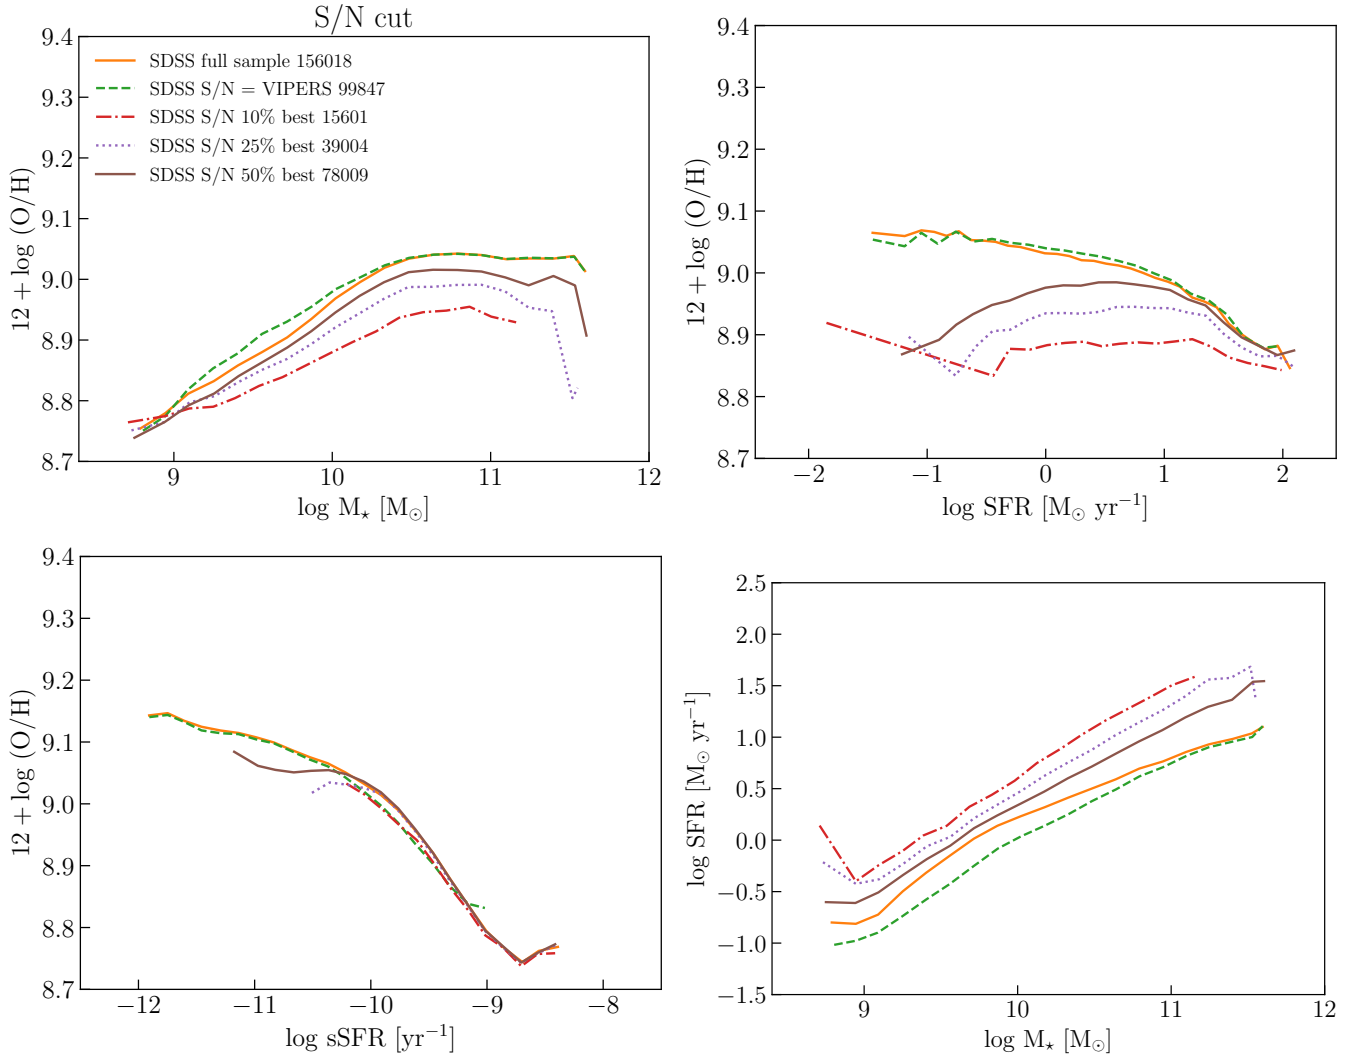 S/N cut
9.4
9.3
9.2
9.1
9.0
8.9
8.8
8.7
12 + log (O/H)
SDSS full sample 156018
SDSS S/N = VIPERS 99847
SDSS S/N 10% best 15601
SDSS S/N 25% best 39004
SDSS S/N 50% best 78009
9 10 11 12
log M⋆ [M⊙]
9.4
9.3
9.2
9.1
9.0
8.9
8.8
8.7
12 + log (O/H)
−2 −1 0 1 2
log SFR [M⊙ yr⁻¹]
9.4
9.3
9.2
9.1
9.0
8.9
8.8
8.7
12 + log (O/H)
−12 −11 −10 −9 −8
log sSFR [yr⁻¹]
2.5
2.0
1.5
1.0
0.5
0.0
−0.5
−1.0
−1.5
log SFR [M⊙ yr⁻¹]
9 10 11 12
log M⋆ [M⊙]